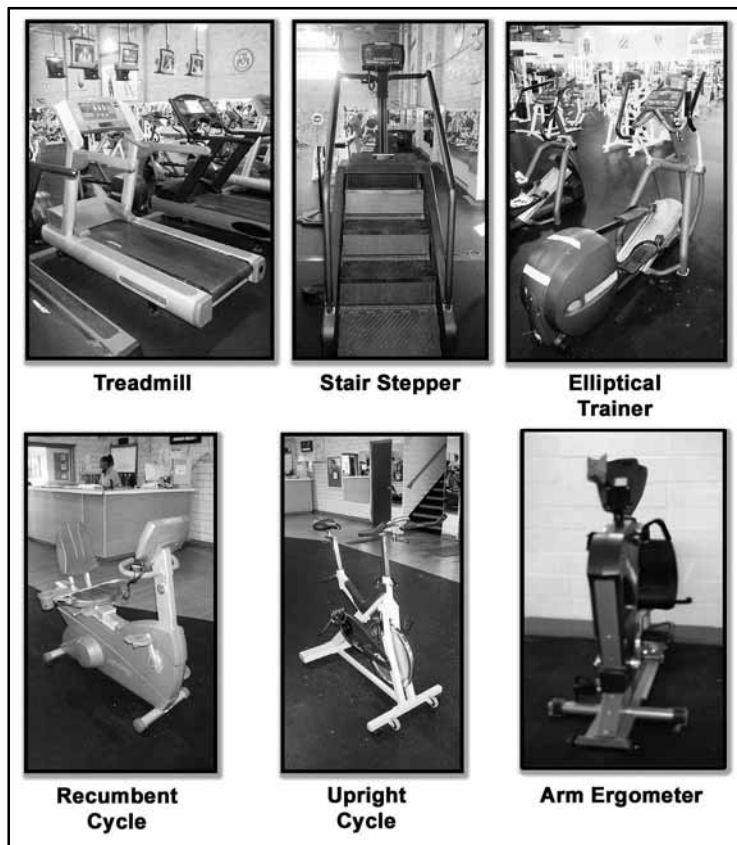 Treadmill
Stair Stepper
Elliptical
Trainer
Recumbent
Cycle
Upright
Cycle
Arm Ergometer